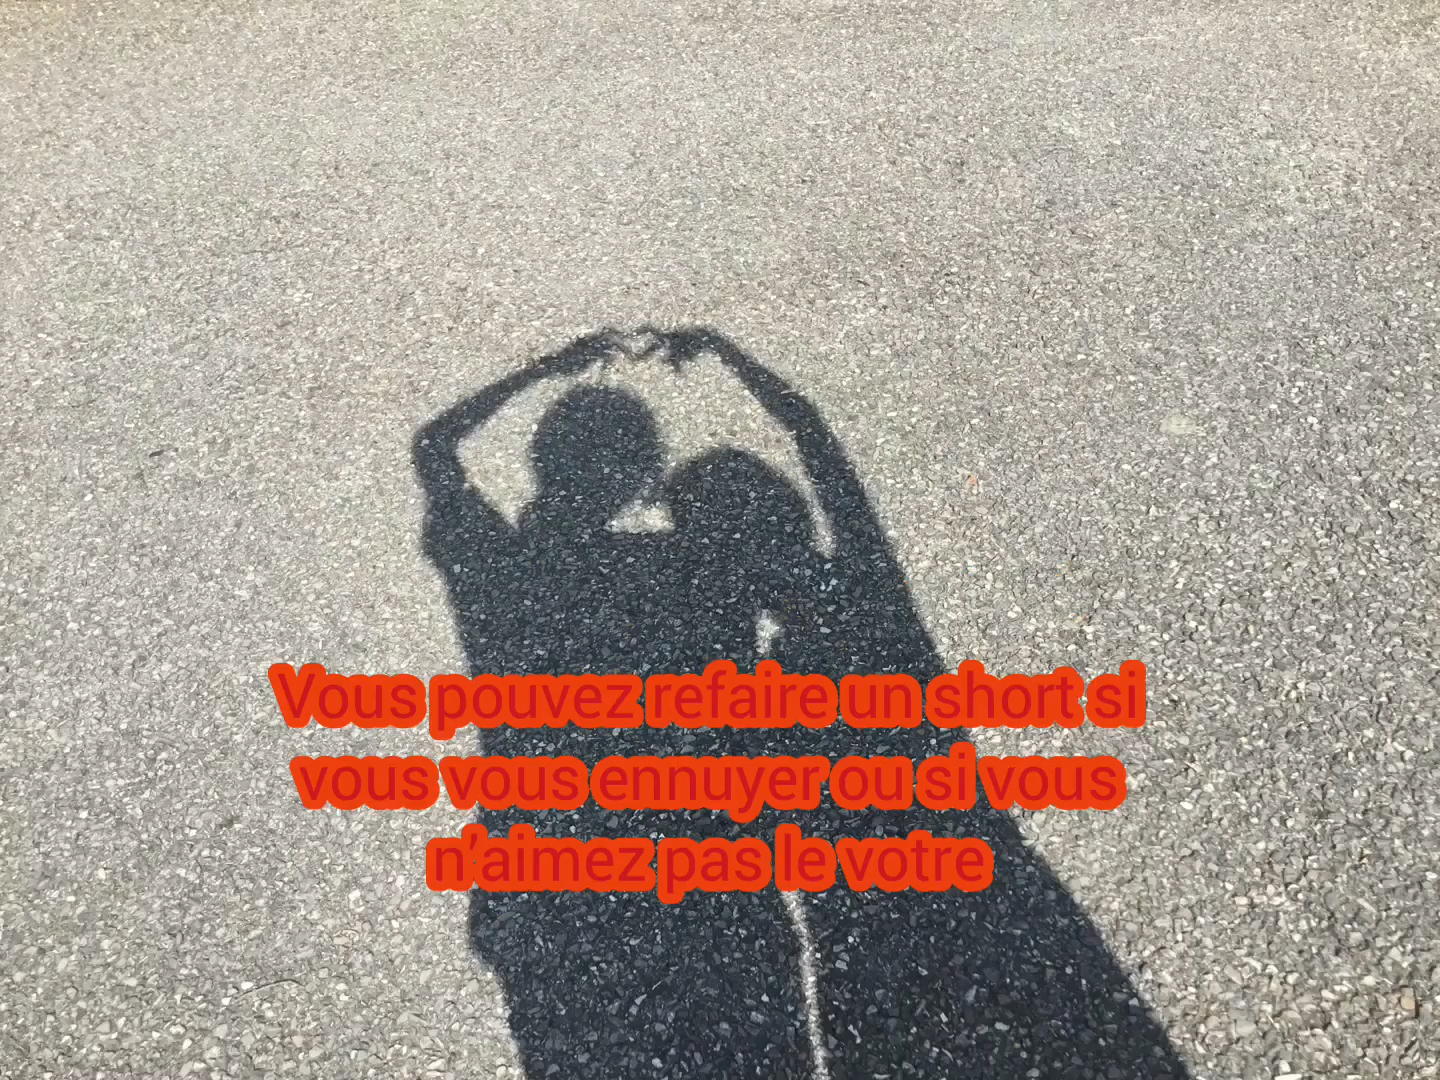 Vous pouvez refaire un short si
vous vous ennuyer ou si vous
n'aimez pas le votre